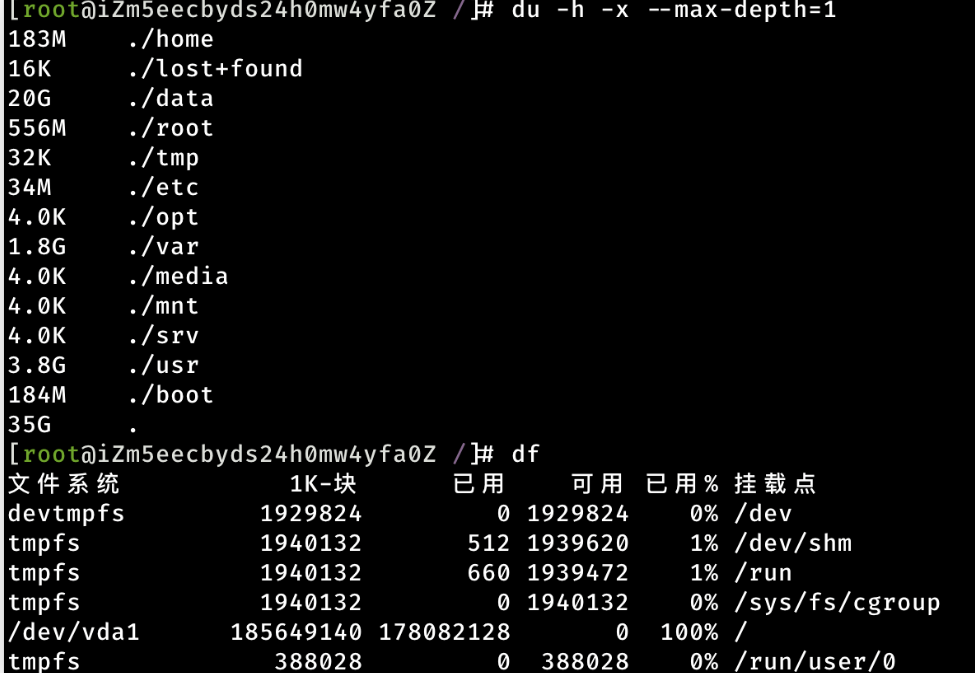 [root@iZm5eecbyds24h0mw4yfa0Z /]# du -h -x --max-depth=1
183M ./home
16K ./lost+found
20G ./data
556M ./root
32K ./tmp
34M ./etc
4.0K ./opt
1.8G ./var
4.0K ./media
4.0K ./mnt
4.0K ./srv
3.8G ./usr
184M ./boot
35G .
[root@iZm5eecbyds24h0mw4yfa0Z /]# df
文件系统 1K-块 已用 可用 已用% 挂载点
devtmpfs 1929824 0 1929824 0% /dev
tmpfs 1940132 512 1939620 1% /dev/shm
tmpfs 1940132 660 1939472 1% /run
tmpfs 1940132 0 1940132 0% /sys/fs/cgroup
/dev/vda1 185649140 178082128 0 100% /
tmpfs 388028 0 388028 0% /run/user/0